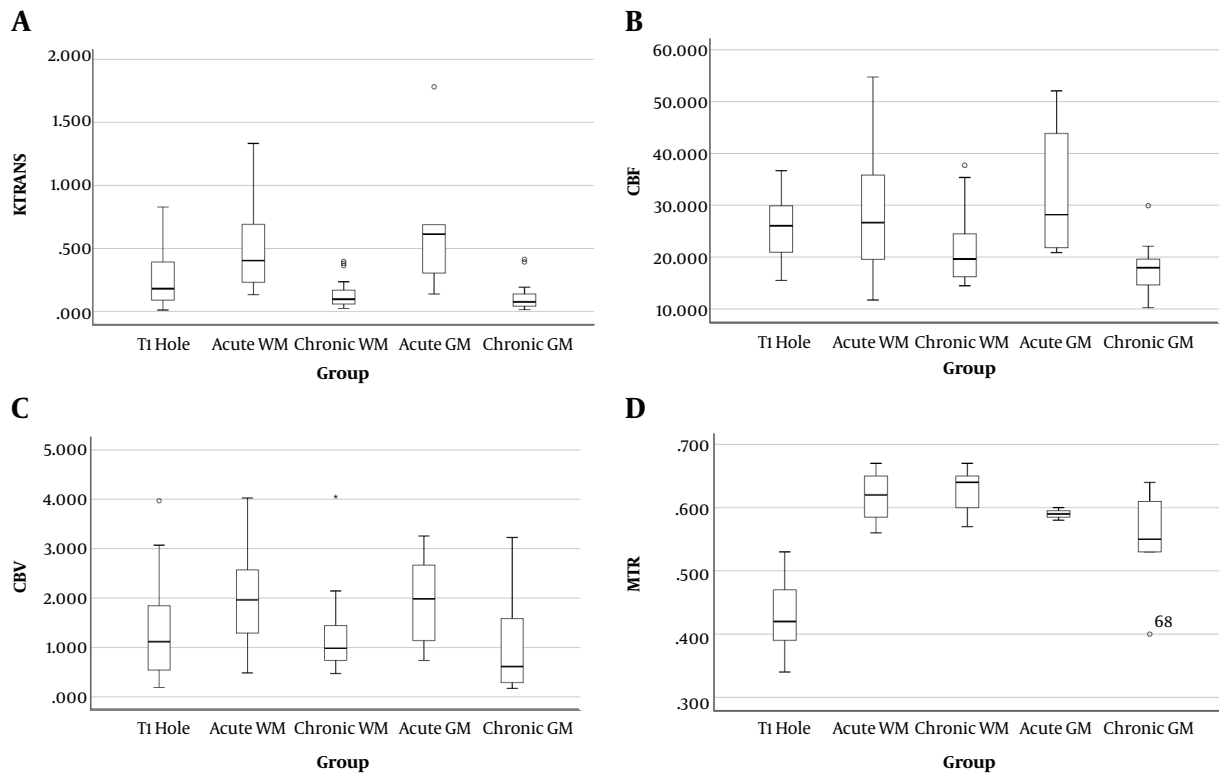 A
2.000
1.500
1.000
.500
.000
KTRANS
T1 Hole Acute WM Chronic WM Acute GM Chronic GM
Group
B
60.000
50.000
40.000
30.000
20.000
10.000
CBF
T1 Hole Acute WM Chronic WM Acute GM Chronic GM
Group
C
5.000
4.000
3.000
2.000
1.000
.000
CBV
T1 Hole Acute WM Chronic WM Acute GM Chronic GM
Group
D
.700
.600
.500
.400
.300
MTR
68
T1 Hole Acute WM Chronic WM Acute GM Chronic GM
Group